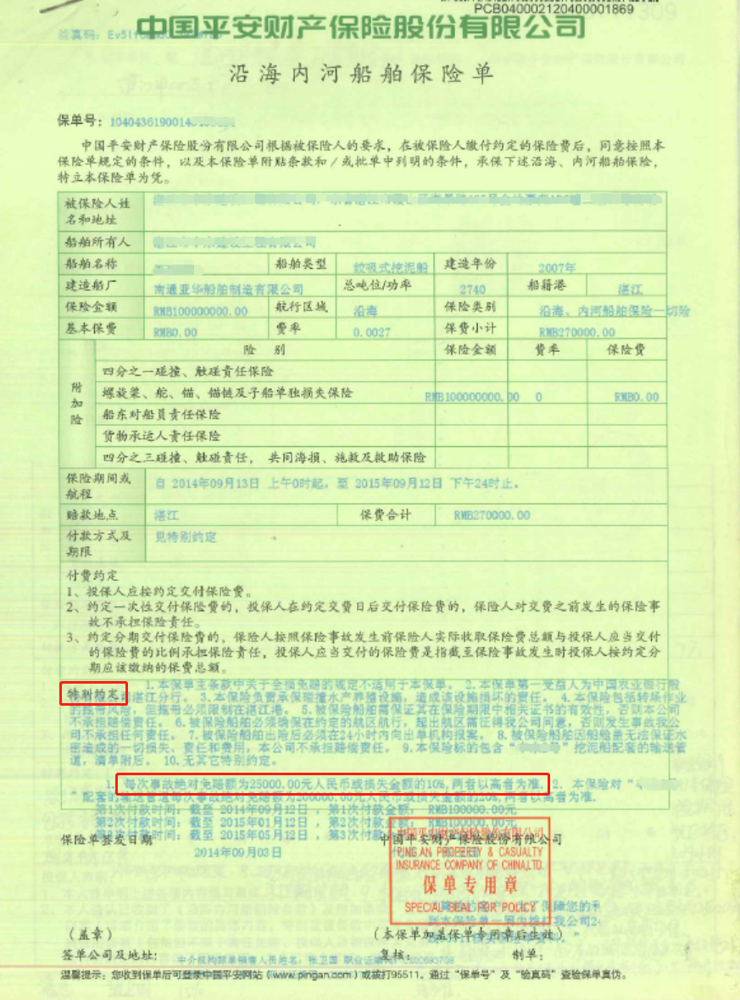 PCB040002120400001869
中国平安财产保险股份有限公司
验真码：Ev5lf
沿海内河船舶保险单
保单号：1040436190014
中国平安财产保险股份有限公司根据被保险人的要求，在被保险人缴付约定的保险费后，同意按照本
保险单规定的条件，以及本保险单附贴条款和／或批单中列明的条件，承保下述沿海、内河船舶保险，
特立本保险单为凭。
被保险人姓
名和地址
船舶所有人
船舶名称 船舶类型 绞吸式挖泥船 建造年份 2007年
建造船厂 南通亚华船舶制造有限公司 总吨位/功率 2740 船籍港 湛江
保险金额 RMB100000000.00 航行区域 沿海 保险类别 沿海、内河船舶保险一切险
基本保费 RMB0.00 费率 0.0027 保费小计 RMB270000.00
附加险 险 别 保险金额 费率 保险费
四分之一碰撞、触碰责任保险
螺旋桨、舵、锚、锚链及子船单独损失保险 RMB100000000.00 0 RMB0.00
船东对船员责任保险
货物承运人责任保险
四分之三碰撞、触碰责任， 共同海损、施救及救助保险
保险期间或
航程
自 2014年09月13日 上午0时起，至 2015年09月12日 下午24时止。
赔款地点 湛江 保费合计 RMB270000.00
付款方式及
期限
见特别约定
付费约定
1、投保人应按约定交付保险费。
2、约定一次性交付保险费的，投保人在约定交费日后交付保险费的，保险人对交费之前发生的保险事
故不承担保险责任。
3、约定分期交付保险费的，保险人按照保险事故发生前保险人实际收取保险费总额与投保人应当交付
的保险费的比例承担保险责任，投保人应当交付的保险费是指截至保险事故发生时投保人按约定分
期应该缴纳的保费总额。
特别约定
1.本保单主条款中关于全损免赔的规定不适用于本保单。 2.本保单第一受益人为中国农业银行股
湛江分行。 3.本保险负责承保碰撞水产养殖设施，造成该设施损坏的责任。 4.本保险包括转场作业
的拖带风险，但拖带必须限制在湛江港。 5.被保险船舶需保证其在保险期限中相关证书的有效性，否则本公司
不承担赔偿责任。 6.被保险船舶必须确保在约定的航区航行，超出航区需征得我公司同意，否则发生事故我公
司不承担任何责任。 7.被保险船舶出险后必须在24小时内向出单机构报案。 8.被保险船舶因船舱盖无法保证水
密造成的一切损失、责任和费用，本公司不承担赔偿责任。 9.本保险标的包含“ ”挖泥船配套的输送管
道，清单附后。 10.无其它特别约定。
1. 每次事故绝对免赔额为25000.00元人民币或损失金额的10%,两者以高者为准. 2. 本保险对“
”配套的输送管道每次事故绝对免赔额为200000.00元人民币或损失金额的20%,两者以高者为准.
第1次付款时间：截至 2014年09月12日 ，第1次付款金额： RMB100000.00元
第2次付款时间：截至 2015年01月12日 ，第2次付款金额： RMB100000.00元
第3次付款时间：截至 2015年05月12日 ，第3次付款金额：
保险单签发日期
2014年09月03日
中国平安财产保险股份有限公司
中国平安财产保险股份有限公司
PING AN PROPERTY & CASUALTY
INSURANCE COMPANY OF CHINA,LTD.
保单专用章
SPECIAL SEAL FOR POLICY
（盖章）
（本保单加盖保单专用章后生效）
签单公司及地址：
复核： 制单：
温馨提示：您收到保单后可登录中国平安网站（www.pingan.com）或拨打95511，通过“保单号”及“验真码”查验保单真伪。